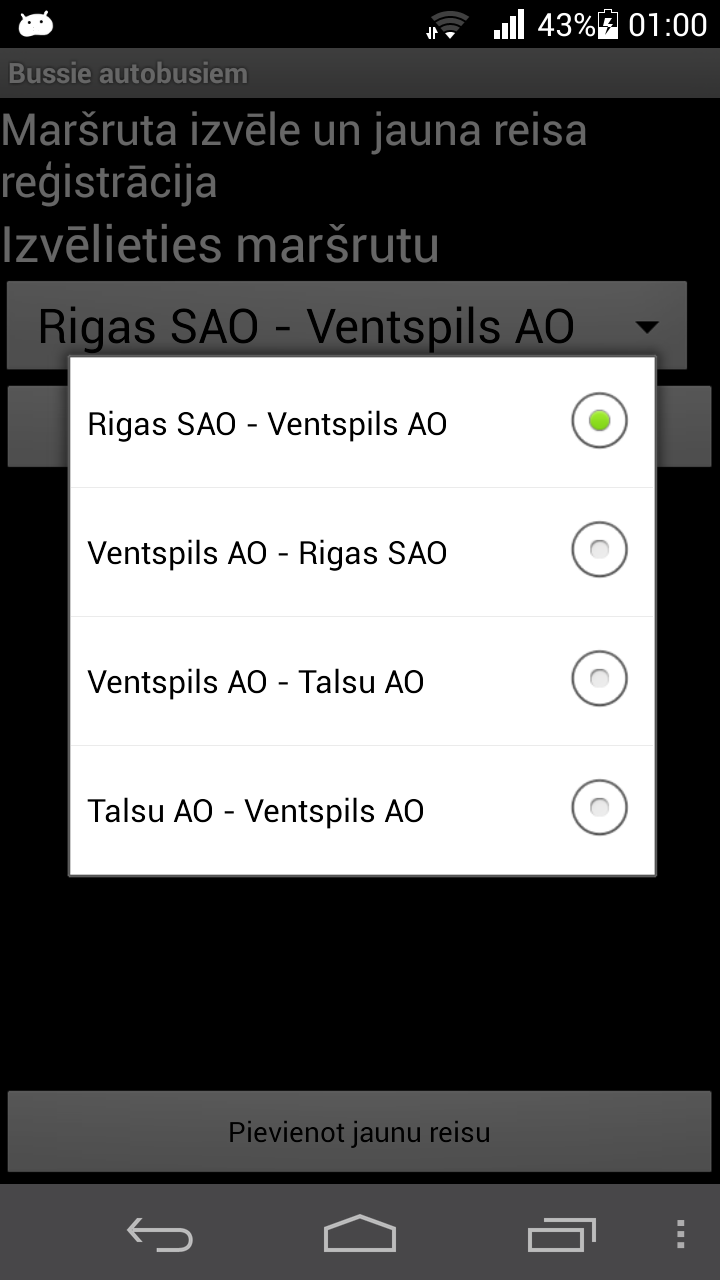 43% 01:00
Bussie autobusiem
Maršruta izvēle un jauna reisa
reģistrācija
Izvēlieties maršrutu
Rigas SAO - Ventspils AO
Rigas SAO - Ventspils AO
Ventspils AO - Rigas SAO
Ventspils AO - Talsu AO
Talsu AO - Ventspils AO
Pievienot jaunu reisu